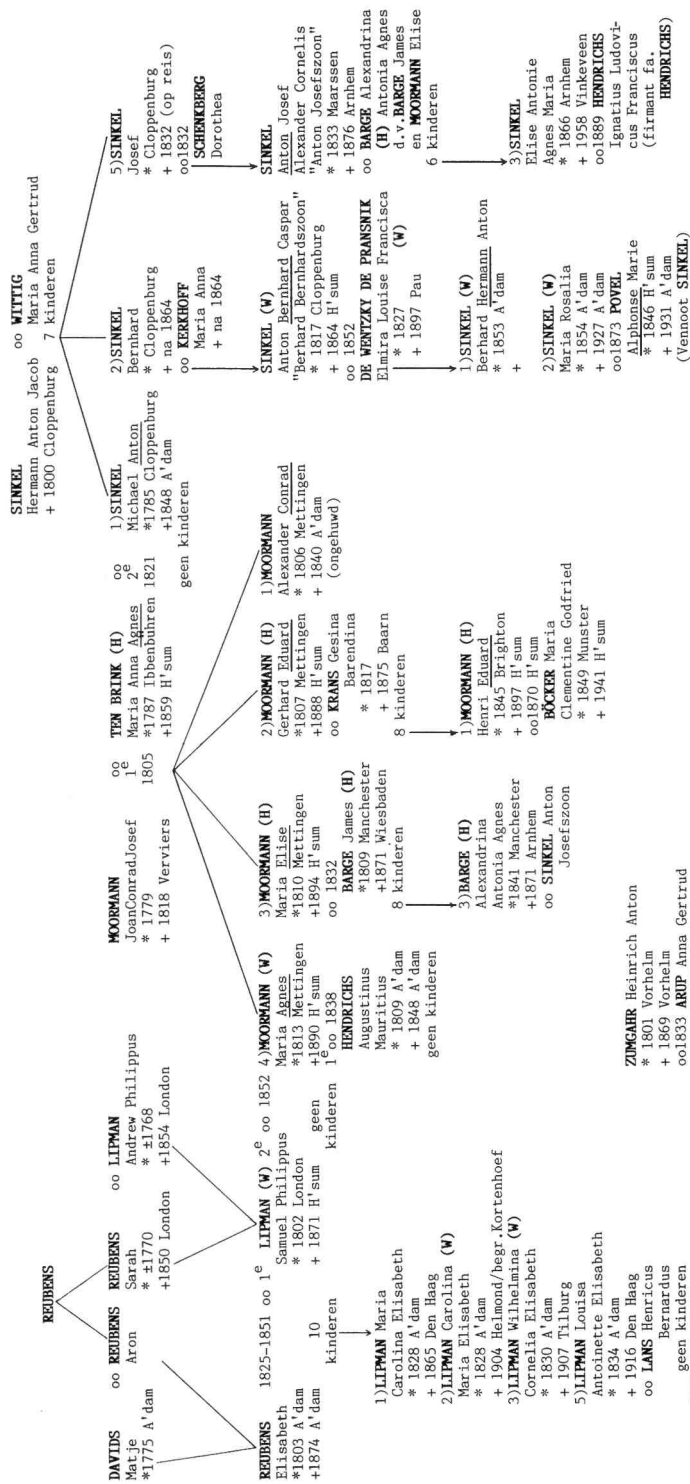 REUBENS
DAVIDS
Matje
*1775 A'dam
oo REUBENS
Aron
REUBENS
Sarah
* ±1770
+1850 London
oo LIPMAN
Andrew Philippus
* ±1768
+1854 London
MOORMANN
JoanConradJosef
* 1779
+ 1818 Verviers
oo
1e
1805
TEN BRINK (H)
Maria Anna Agnes
*1787 Ibbenbuhren
+1859 H'sum
oo
2e
1821
SINKEL
Hermann Anton Jacob
+ 1800 Cloppenburg
oo WITTIG
Maria Anna Gertrud
7 kinderen
1)SINKEL
Michael Anton
*1785 Cloppenburg
+1848 A'dam
geen kinderen
2)SINKEL
Bernhard
* Cloppenburg
+ na 1864
oo KERKHOFF
Maria Anna
+ na 1864
5)SINKEL
Josef
* Cloppenburg
+ 1832 (op reis)
oo1832
SCHENKBERG
Dorothea
REUBENS
Elisabeth
*1803 A'dam
+1874 A'dam
1825-1851 oo 1e
10
kinderen
LIPMAN (W)
Samuel Philippus
* 1802 London
+ 1871 H'sum
2e oo 1852
geen
kinderen
4)MOORMANN (W)
Maria Agnes
*1813 Mettingen
+1890 H'sum
1e oo 1838
HENDRICHS
Augustinus
Mauritius
* 1809 A'dam
+ 1848 A'dam
geen kinderen
3)MOORMANN (H)
Maria Elise
*1810 Mettingen
+1894 H'sum
oo 1832
BARGE James (H)
*1809 Manchester
+1871 Wiesbaden
8 kinderen
2)MOORMANN (H)
Gerhard Eduard
*1807 Mettingen
+1888 H'sum
oo KRANS Gesina
Barendina
* 1817
+ 1875 Baarn
8 kinderen
1)MOORMANN
Alexander Conrad
* 1806 Mettingen
+ 1840 A'dam
(ongehuwd)
SINKEL (W)
Anton Bernhard Caspar
"Berhard Bernhardszoon"
* 1817 Cloppenburg
+ 1864 H'sum
oo 1852
DE WENTZKY DE PRANSNIK
Elmira Louise Francisca
* 1827 (W)
+ 1897 Pau
SINKEL
Anton Josef
Alexander Cornelis
"Anton Josefszoon"
* 1833 Maarssen
+ 1876 Arnhem
oo BARGE Alexandrina
(H) Antonia Agnes
d.v.BARGE James
en MOORMANN Elise
6 kinderen
1)LIPMAN Maria
Carolina Elisabeth
* 1828 A'dam
+ 1865 Den Haag
2)LIPMAN Carolina (W)
Maria Elisabeth
* 1828 A'dam
+ 1904 Helmond/begr.Kortenhoef
3)LIPMAN Wilhelmina (W)
Cornelia Elisabeth
* 1830 A'dam
+ 1907 Tilburg
5)LIPMAN Louisa
Antoinette Elisabeth
* 1834 A'dam
+ 1916 Den Haag
oo LANS Henricus
Bernardus
geen kinderen
3)BARGE (H)
Alexandrina
Antonia Agnes
*1841 Manchester
+1871 Arnhem
oo SINKEL Anton
Josefszoon
1)MOORMANN (H)
Henri Eduard
* 1845 Brighton
+ 1897 H'sum
oo1870 H'sum
BÖCKER Maria
Clementine Godfried
* 1849 Munster
+ 1941 H'sum
1)SINKEL (W)
Berhard Hermann Anton
* 1853 A'dam
+
2)SINKEL (W)
Maria Rosalia
* 1854 A'dam
+ 1927 A'dam
oo1873 POVEL
Alphonse Marie
* 1846 H'sum
+ 1931 A'dam
(Vennoot SINKEL)
3)SINKEL
Elise Antonie
Agnes Maria
* 1866 Arnhem
+ 1958 Vinkeveen
oo1889 HENDRICHS
Ignatius Ludovi-
cus Franciscus
(firmant fa.
HENDRICHS)
ZUMGAHR Heinrich Anton
* 1801 Vorhelm
+ 1869 Vorhelm
oo1833 ARUP Anna Gertrud